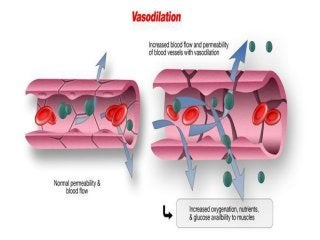 Vasodilation
Increased blood flow and permeability
of blood vessels with vasodilation
Normal permeability &
blood flow
Increased oxygenation, nutrients,
& glucose availbility to muscles